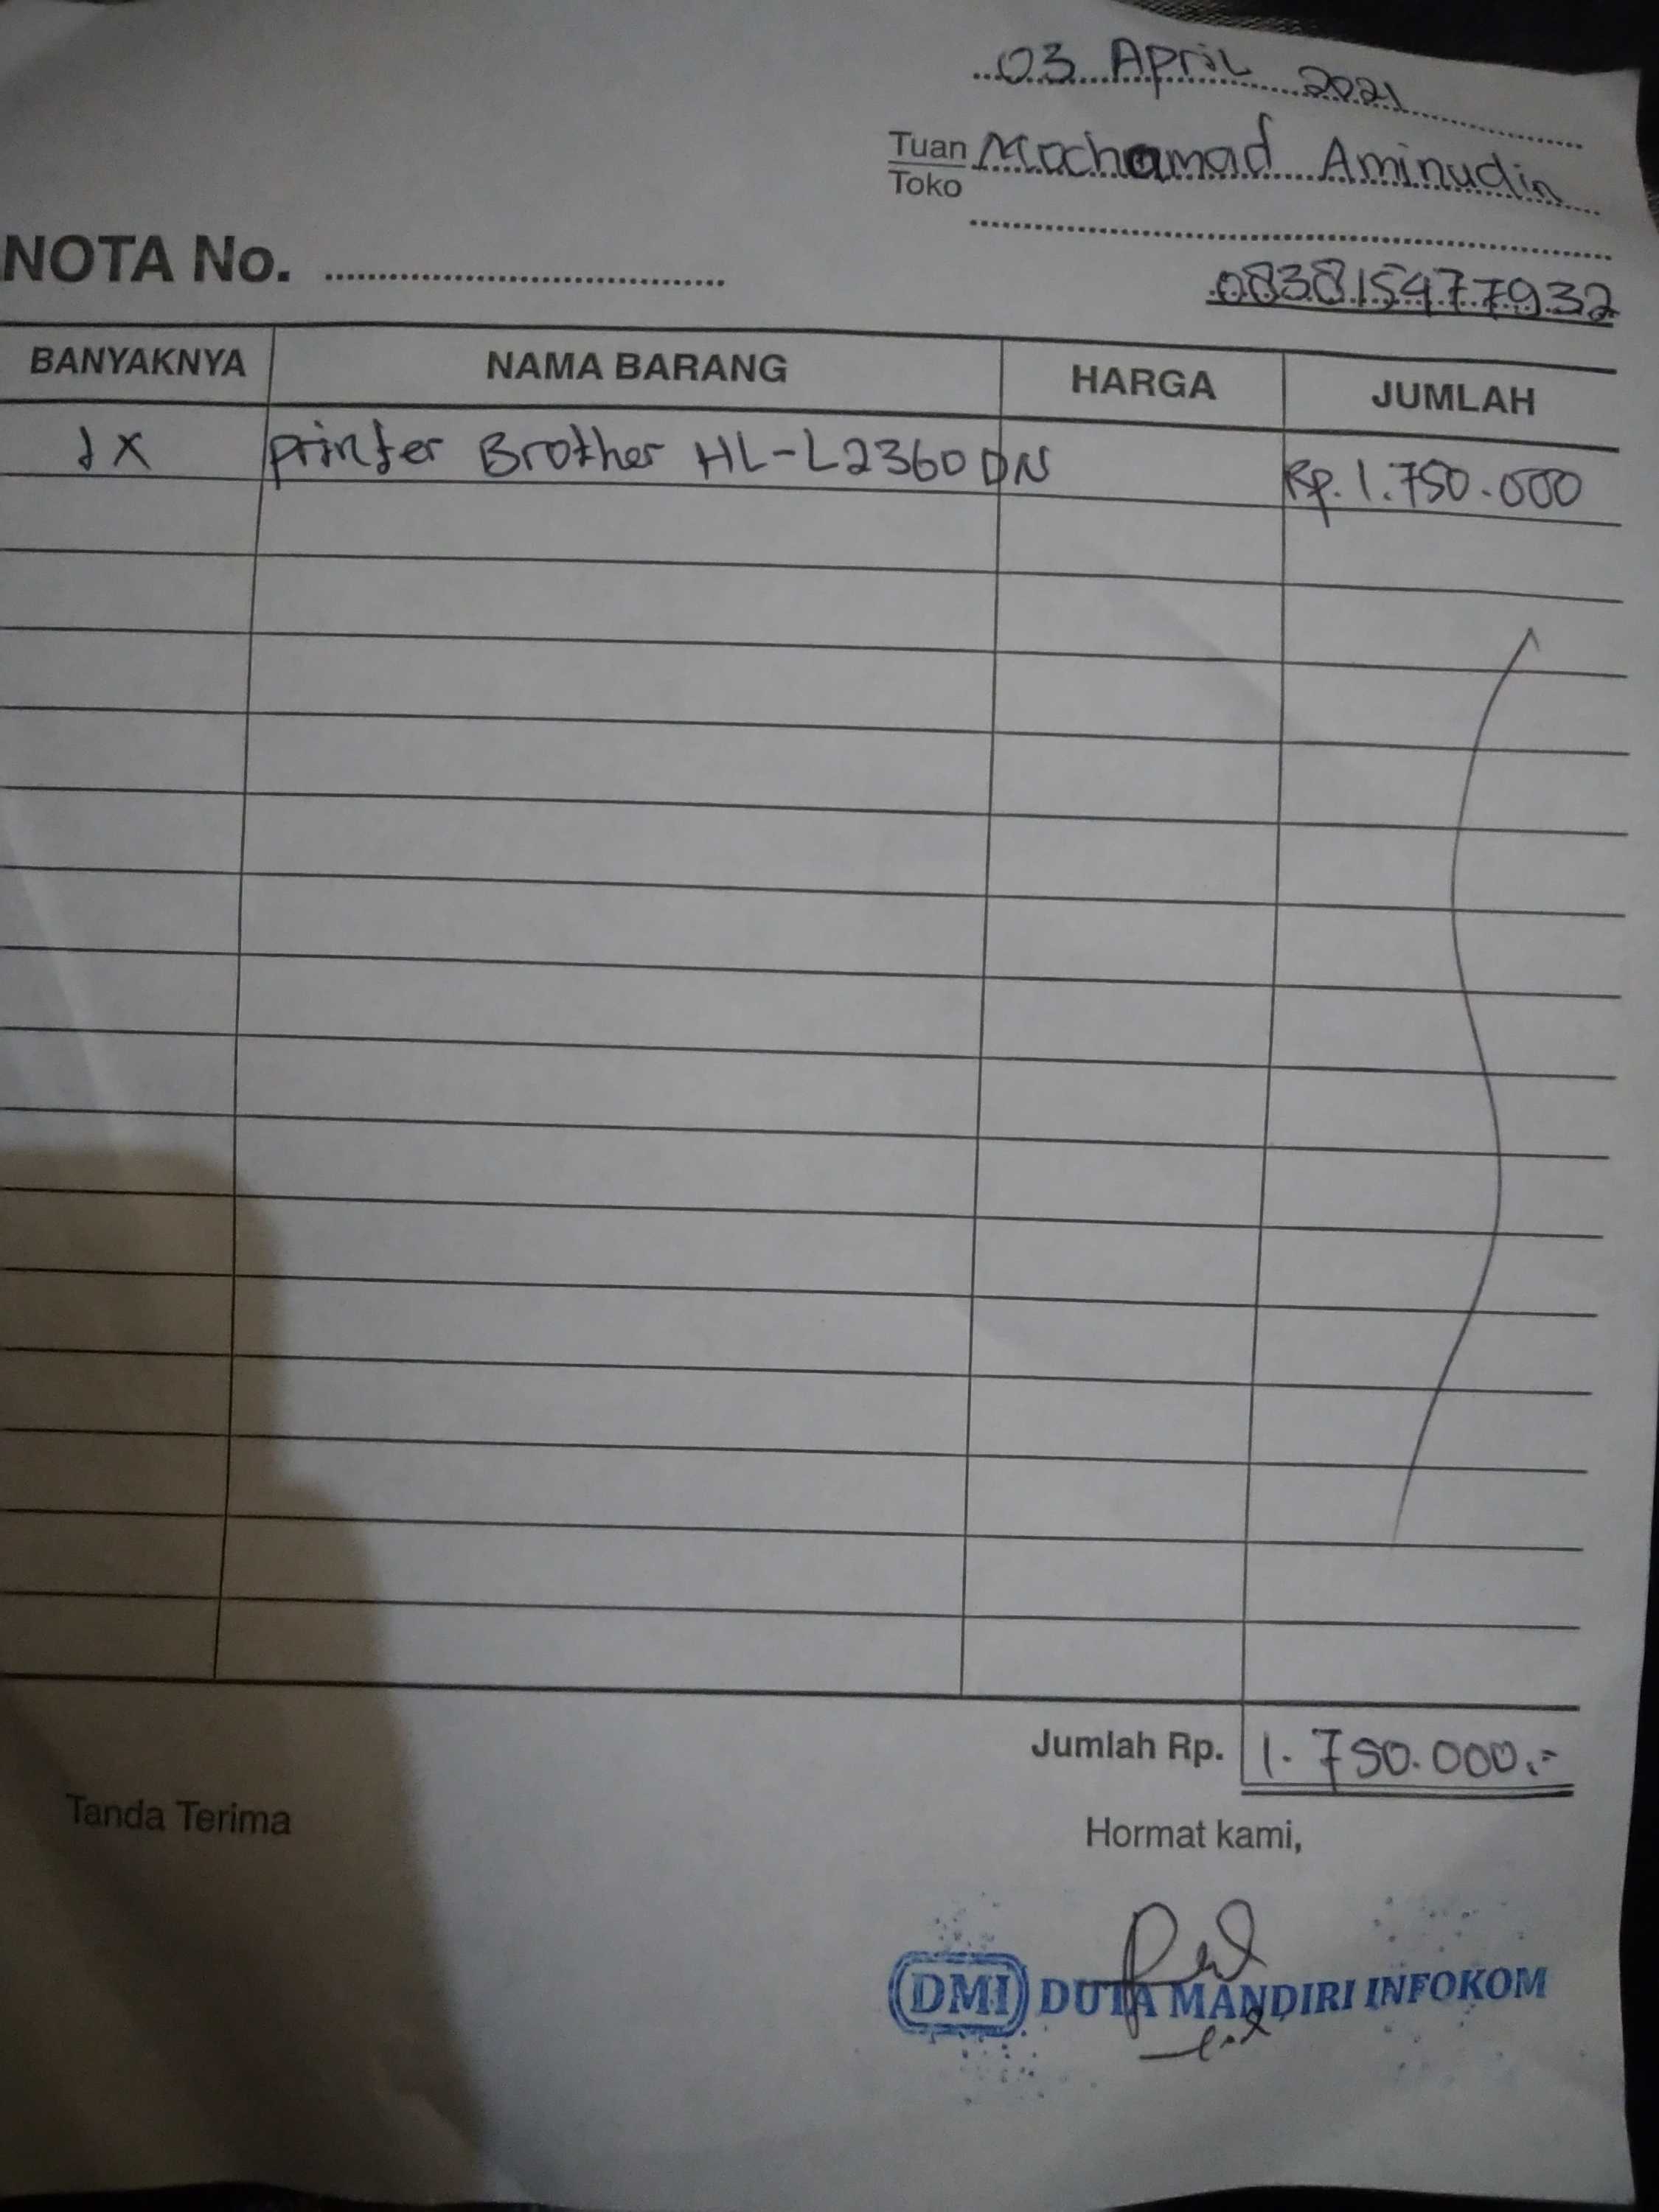 03 April 2021
Tuan Mochamad Aminudin
Toko
NOTA No.
083815477932
BANYAKNYA NAMA BARANG HARGA JUMLAH
1x printer Brother HL-L2360DN Rp. 1.750.000
Jumlah Rp. 1.750.000.-
Tanda Terima Hormat kami,
DMI DUTA MANDIRI INFOKOM